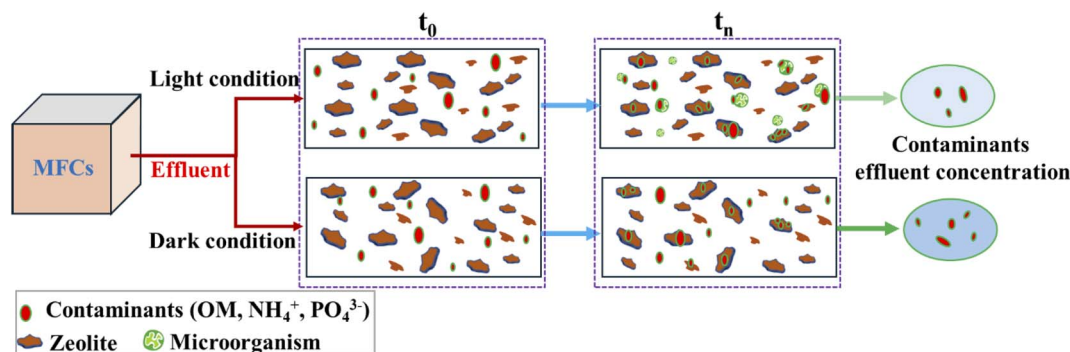 t₀
tₙ
Light condition
MFCs
Effluent
Contaminants
effluent concentration
Dark condition
Contaminants (OM, NH₄⁺, PO₄³⁻)
Zeolite
Microorganism